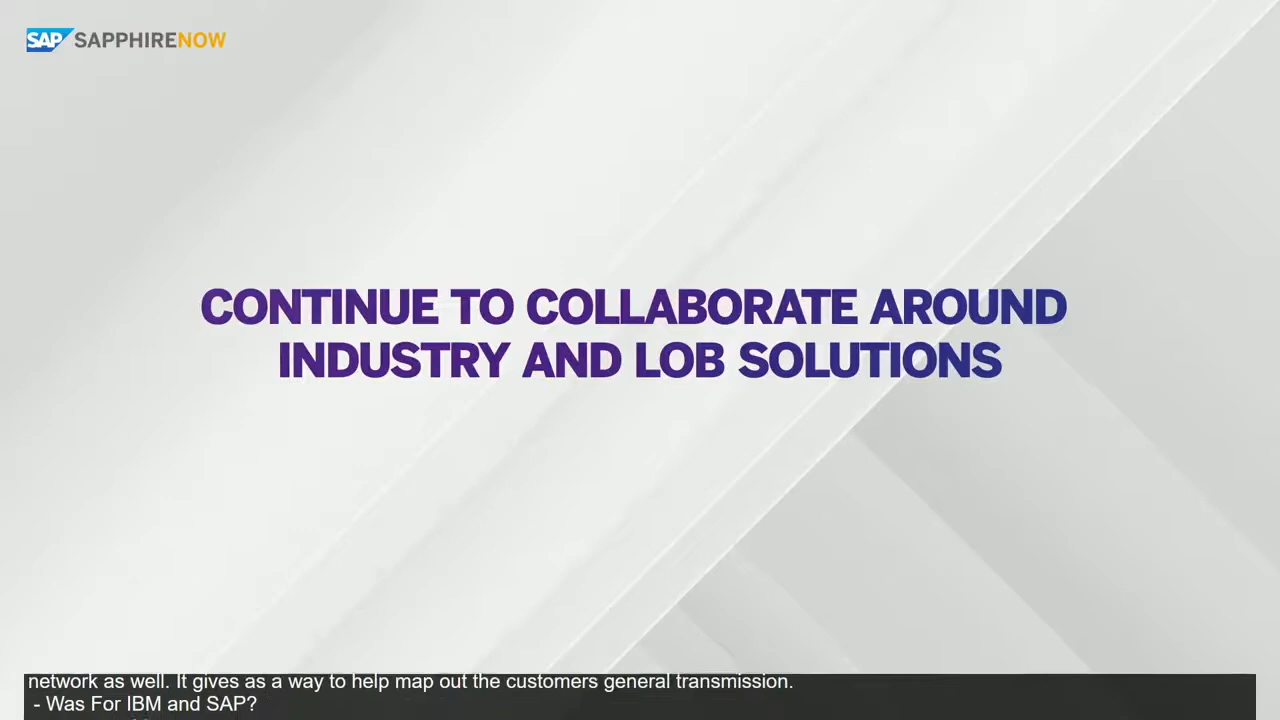 SAP SAPPHIRENOW
CONTINUE TO COLLABORATE AROUND
INDUSTRY AND LOB SOLUTIONS
network as well. It gives as a way to help map out the customers general transmission.
- Was For IBM and SAP?